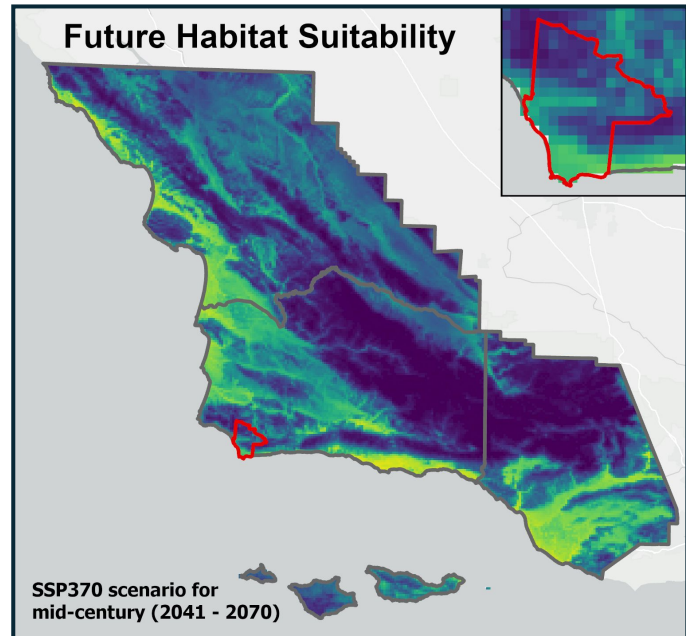 Future Habitat Suitability
SSP370 scenario for
mid-century (2041 - 2070)